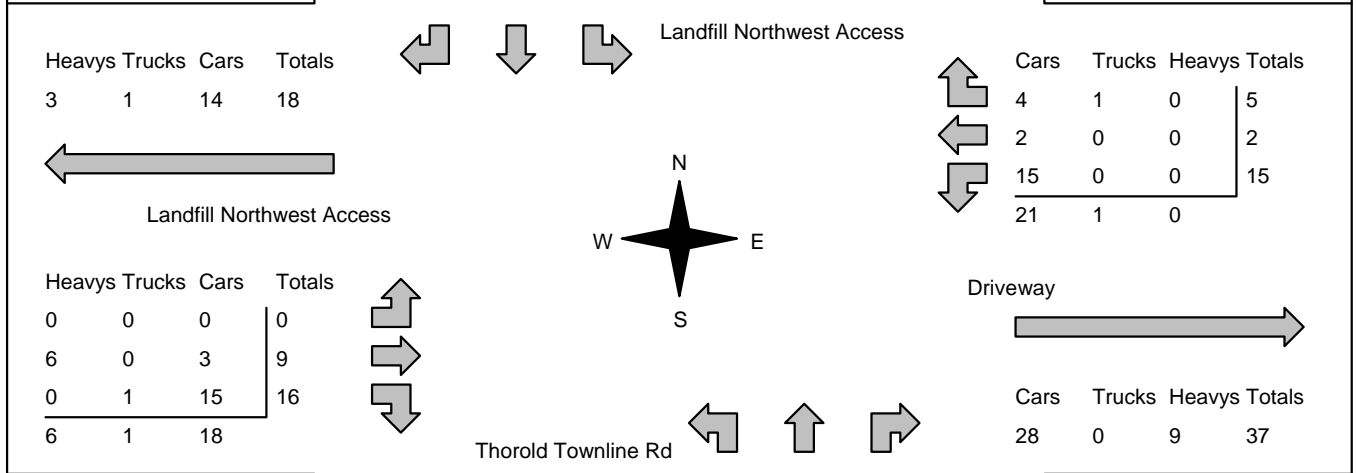 Landfill Northwest Access
Heavys Trucks Cars Totals
3 1 14 18
Cars Trucks Heavys Totals
4 1 0 5
2 0 0 2
15 0 0 15
21 1 0
N
W E
S
Landfill Northwest Access
Heavys Trucks Cars Totals
0 0 0 0
6 0 3 9
0 1 15 16
6 1 18
Driveway
Cars Trucks Heavys Totals
28 0 9 37
Thorold Townline Rd